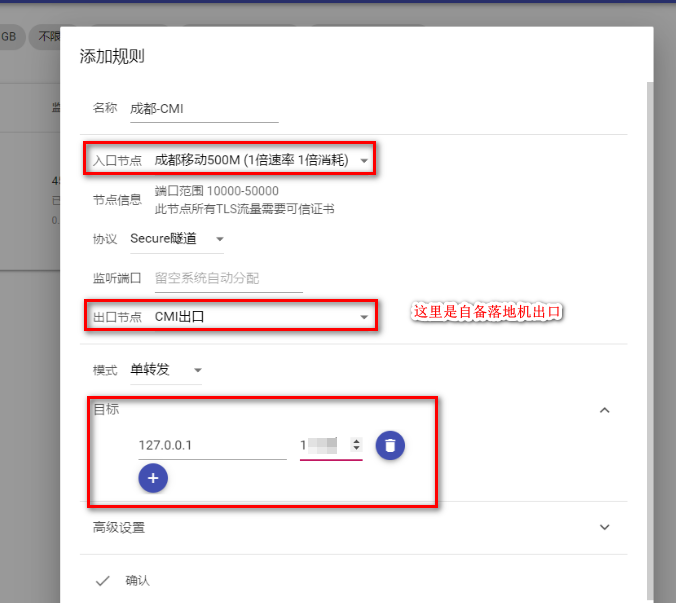 GB
不限
添加规则
名称 成都-CMI
入口节点 成都移动500M (1倍速率 1倍消耗)
节点信息 端口范围 10000-50000
此节点所有TLS流量需要可信证书
协议 Secure隧道
监听端口 留空系统自动分配
出口节点 CMI出口
这里是自备落地机出口
模式 单转发
目标
127.0.0.1 1
高级设置
确认